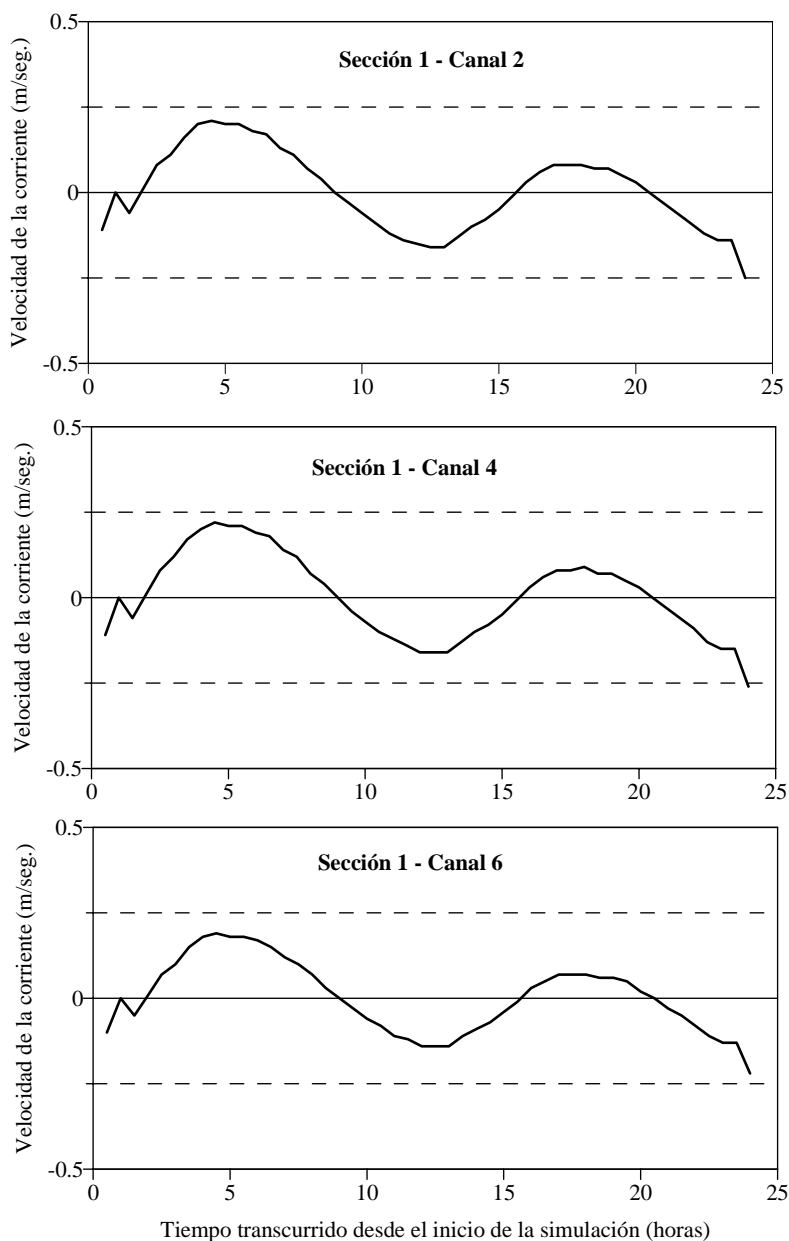 0.5
Sección 1 - Canal 2
0
-0.5
0 5 10 15 20 25
Velocidad de la corriente (m/seg.)
0.5
Sección 1 - Canal 4
0
-0.5
0 5 10 15 20 25
Velocidad de la corriente (m/seg.)
0.5
Sección 1 - Canal 6
0
-0.5
0 5 10 15 20 25
Velocidad de la corriente (m/seg.)
Tiempo transcurrido desde el inicio de la simulación (horas)